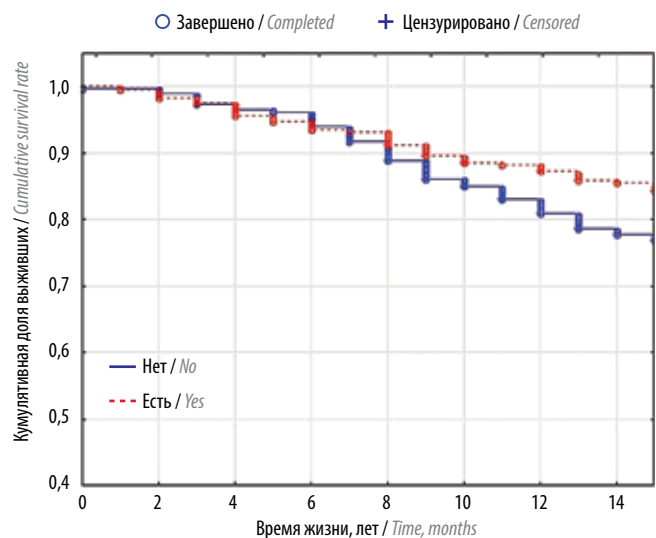 Завершено / Completed Цензурировано / Censored
Кумулятивная доля выживших / Cumulative survival rate
1,0
0,9
0,8
0,7
0,6
0,5
0,4
Нет / No
Есть / Yes
0 2 4 6 8 10 12 14
Время жизни, лет / Time, months